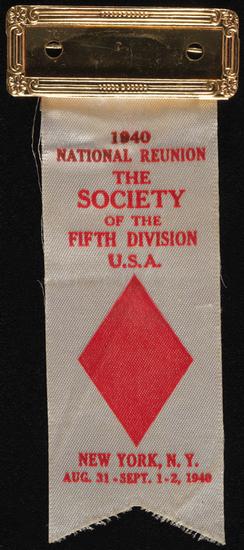 1940
NATIONAL REUNION
THE
SOCIETY
OF THE
FIFTH DIVISION
U.S.A.
NEW YORK, N.Y.
AUG. 31 - SEPT. 1-2, 1940